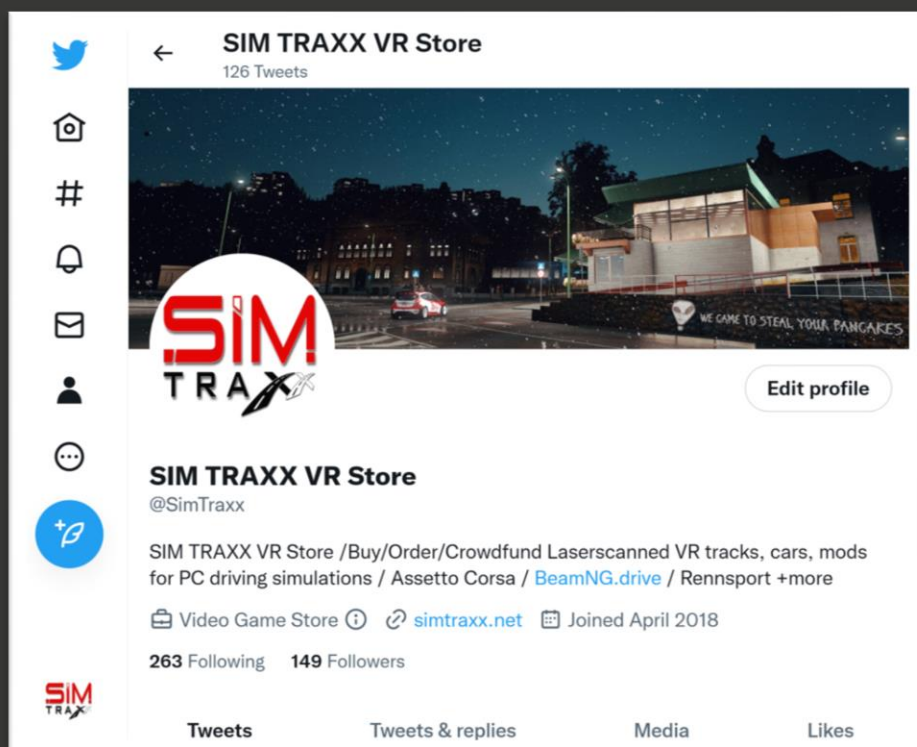 SIM TRAXX VR Store
126 Tweets
WE CAME TO STEAL YOUR PANCAKES
SIM
TRAXX
Edit profile
SIM TRAXX VR Store
@SimTraxx
SIM TRAXX VR Store /Buy/Order/Crowdfund Laserscanned VR tracks, cars, mods
for PC driving simulations / Assetto Corsa / BeamNG.drive / Rennsport +more
Video Game Store simtraxx.net Joined April 2018
263 Following 149 Followers
SIM
TRAXX
Tweets Tweets & replies Media Likes